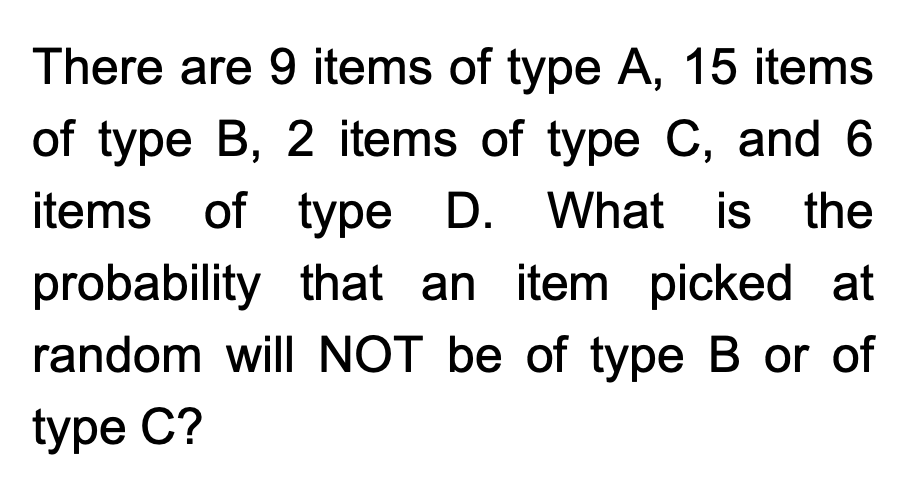 There are 9 items of type A, 15 items
of type B, 2 items of type C, and 6
items of type D. What is the
probability that an item picked at
random will NOT be of type B or of
type C?